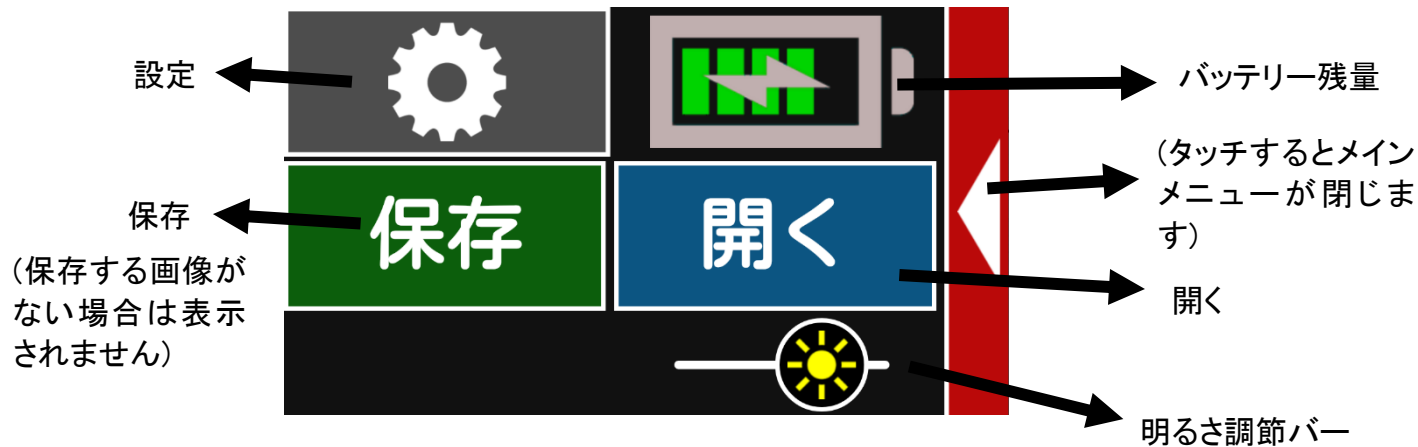 設定
バッテリー残量
保存
開く
(タッチするとメイン
メニューが閉じま
す)
保存
(保存する画像が
ない場合は表示
されません)
開く
明るさ調節バー